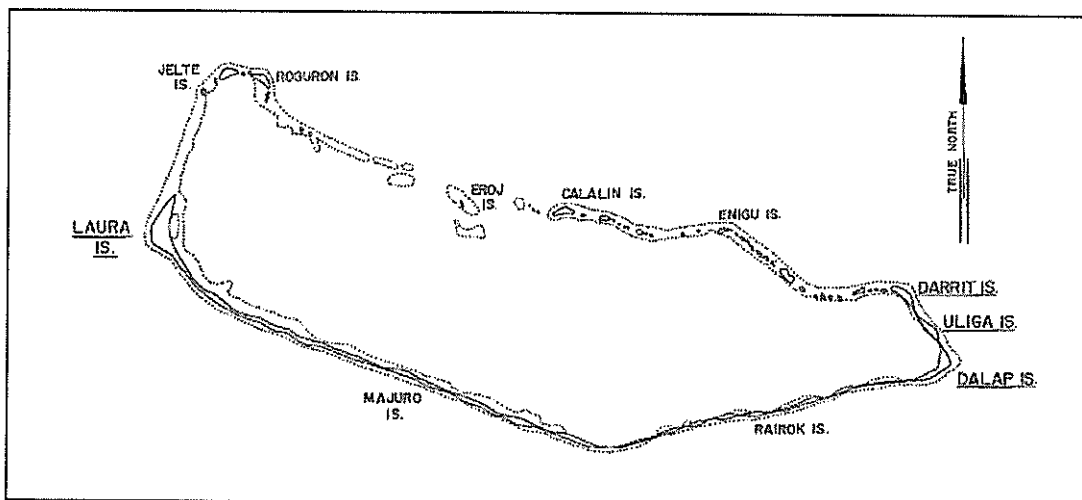 JELTE
IS.
ROGURON IS.
TRUE NORTH
EROJ
IS.
CALALIN IS.
ENIGU IS.
LAURA
IS.
DARRIT IS.
ULIGA IS.
DALAP IS.
MAJURO
IS.
RAIROK IS.